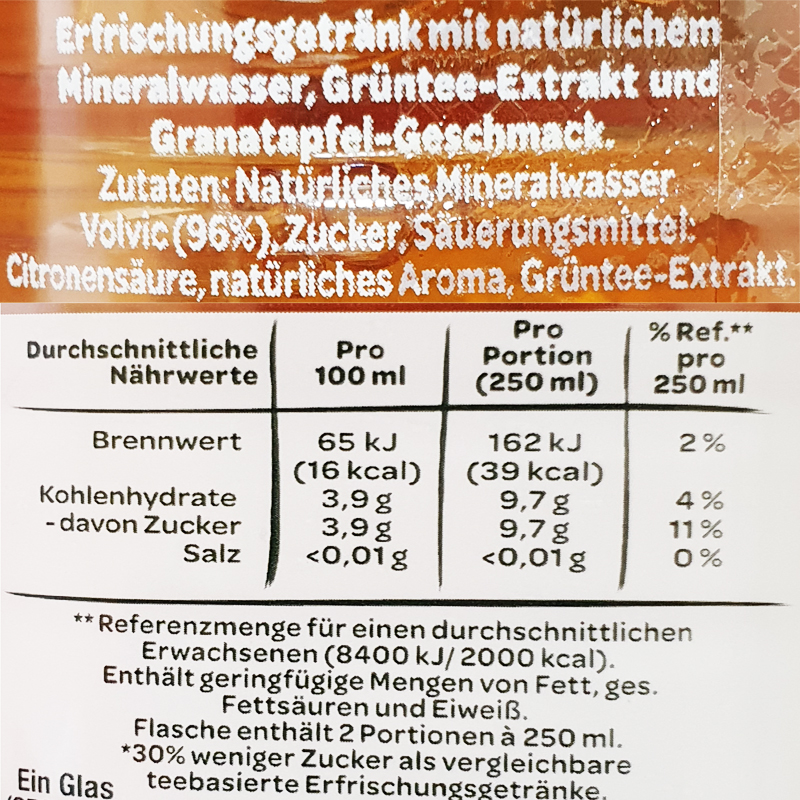 Erfrischungsgetränk mit natürlichem
Mineralwasser, Grüntee-Extrakt und
Granatapfel-Geschmack.
Zutaten: Natürliches Mineralwasser
Volvic (96%), Zucker, Säuerungsmittel:
Citronensäure, natürliches Aroma, Grüntee-Extrakt.
Durchschnittliche Nährwerte Pro 100 ml Pro Portion (250 ml) % Ref.** pro 250 ml
Brennwert 65 kJ 162 kJ 2 %
(16 kcal) (39 kcal)
Kohlenhydrate 3,9 g 9,7 g 4 %
- davon Zucker 3,9 g 9,7 g 11 %
Salz <0,01 g <0,01 g 0 %
** Referenzmenge für einen durchschnittlichen
Erwachsenen (8400 kJ/ 2000 kcal).
Enthält geringfügige Mengen von Fett, ges.
Fettsäuren und Eiweiß.
Flasche enthält 2 Portionen à 250 ml.
*30% weniger Zucker als vergleichbare
teebasierte Erfrischungsgetränke.
Ein Glas